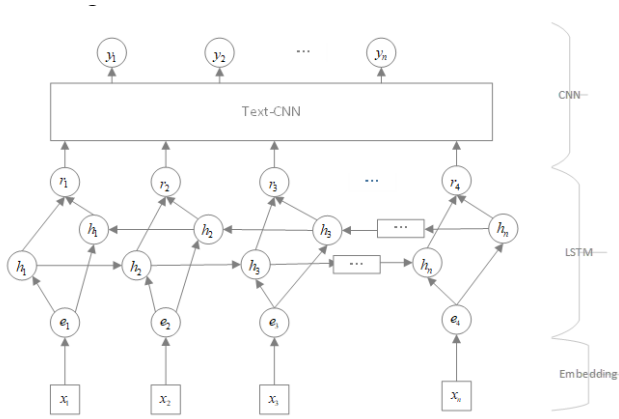 y1 y2 ... yn
CNN
Text-CNN
r1 r2 r3 ... r4
h1 h2 h3 ... hn
LSTM
h1 h2 h3 ... hn
e1 e2 e3 e4
Embedding
x1 x2 x3 xn